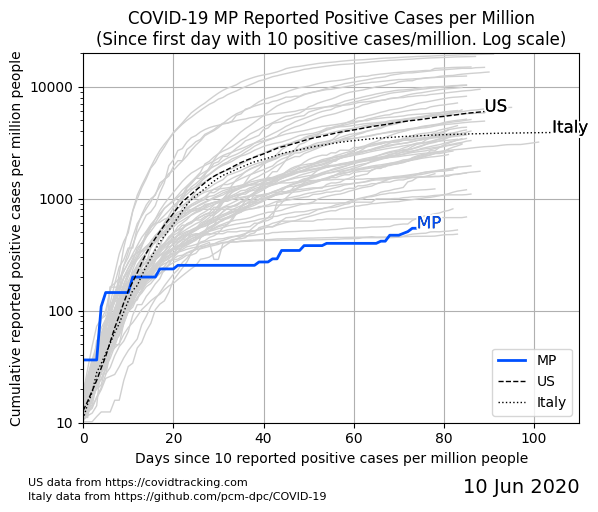 COVID-19 MP Reported Positive Cases per Million
(Since first day with 10 positive cases/million. Log scale)
Cumulative reported positive cases per million people
10000
1000
100
10
US
Italy
MP
MP
US
Italy
0 20 40 60 80 100
Days since 10 reported positive cases per million people
US data from https://covidtracking.com
Italy data from https://github.com/pcm-dpc/COVID-19
10 Jun 2020